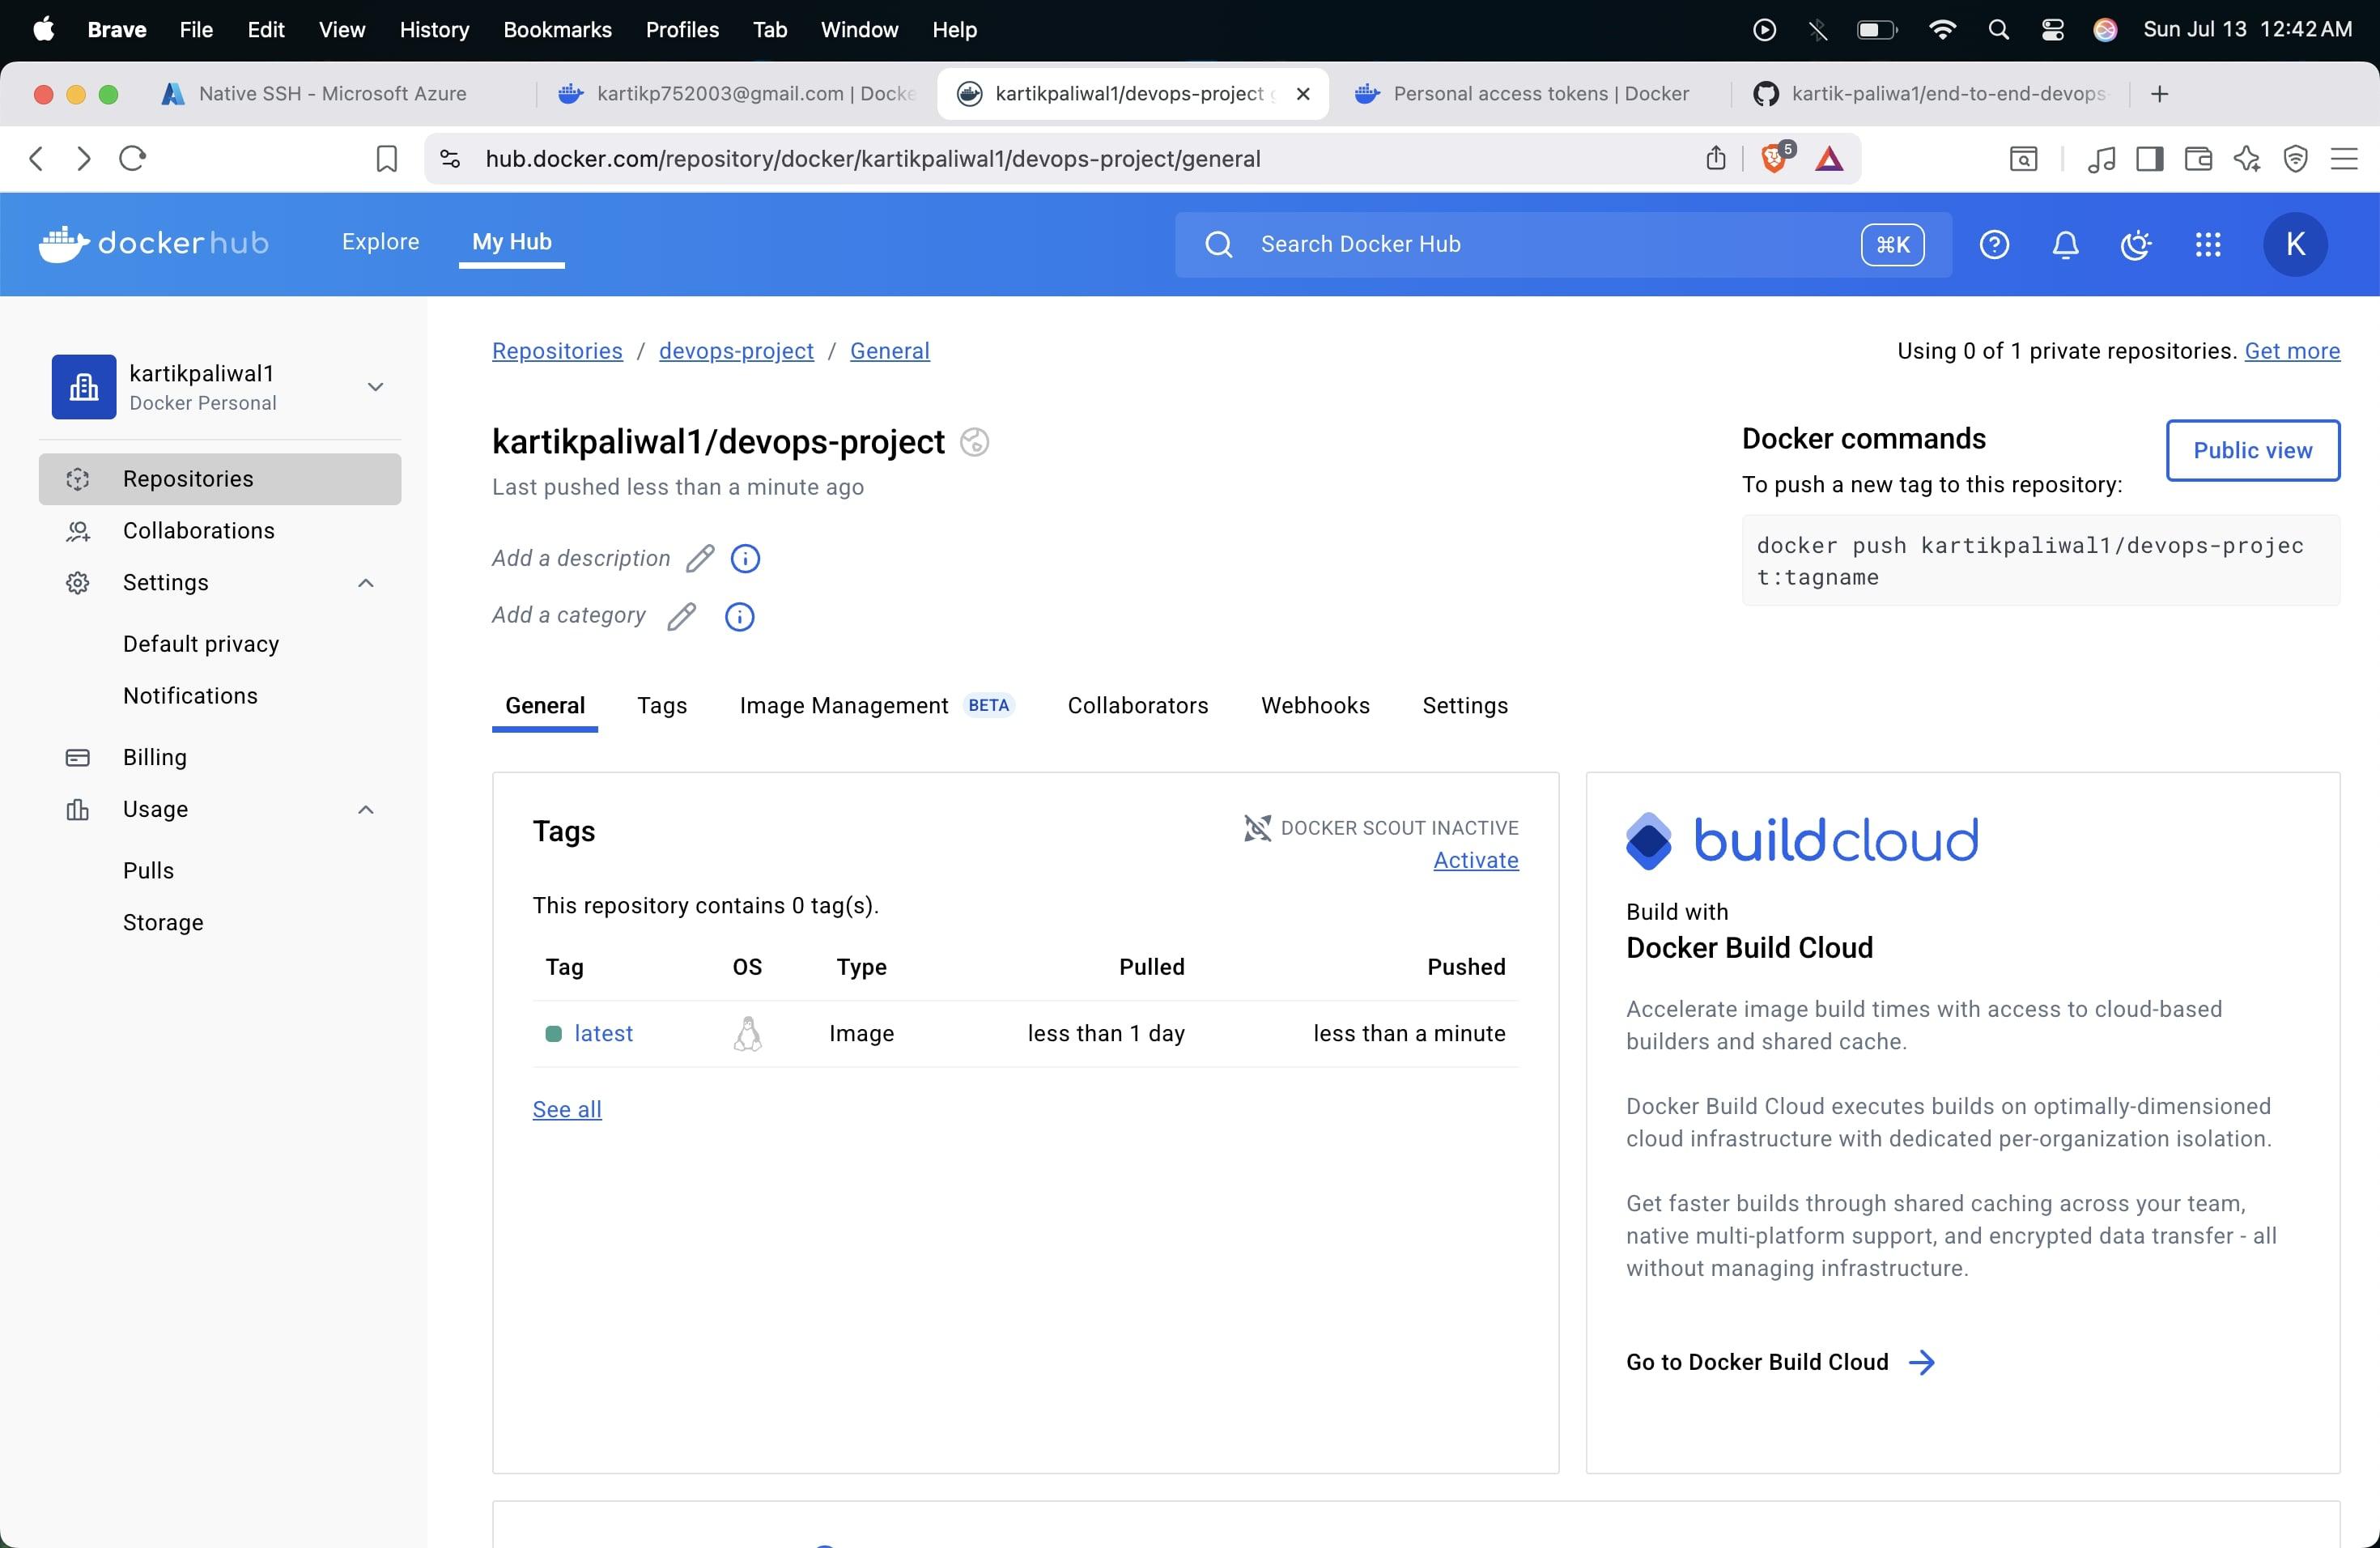 Brave File Edit View History Bookmarks Profiles Tab Window Help Sun Jul 13 12:42 AM
Native SSH - Microsoft Azure kartikp752003@gmail.com | Docke kartikpaliwal1/devops-project Personal access tokens | Docker kartik-paliwa1/end-to-end-devops-
hub.docker.com/repository/docker/kartikpaliwal1/devops-project/general 5
dockerhub Explore My Hub Search Docker Hub ⌘K K
kartikpaliwal1
Docker Personal
Repositories
Collaborations
Settings
Default privacy
Notifications
Billing
Usage
Pulls
Storage
Repositories / devops-project / General
Using 0 of 1 private repositories. Get more
kartikpaliwal1/devops-project
Last pushed less than a minute ago
Add a description
Add a category
Docker commands
Public view
To push a new tag to this repository:
docker push kartikpaliwal1/devops-projec
t:tagname
General Tags Image Management BETA Collaborators Webhooks Settings
Tags
DOCKER SCOUT INACTIVE
Activate
This repository contains 0 tag(s).
Tag OS Type Pulled Pushed
latest Image less than 1 day less than a minute
See all
buildcloud
Build with
Docker Build Cloud
Accelerate image build times with access to cloud-based
builders and shared cache.
Docker Build Cloud executes builds on optimally-dimensioned
cloud infrastructure with dedicated per-organization isolation.
Get faster builds through shared caching across your team,
native multi-platform support, and encrypted data transfer - all
without managing infrastructure.
Go to Docker Build Cloud